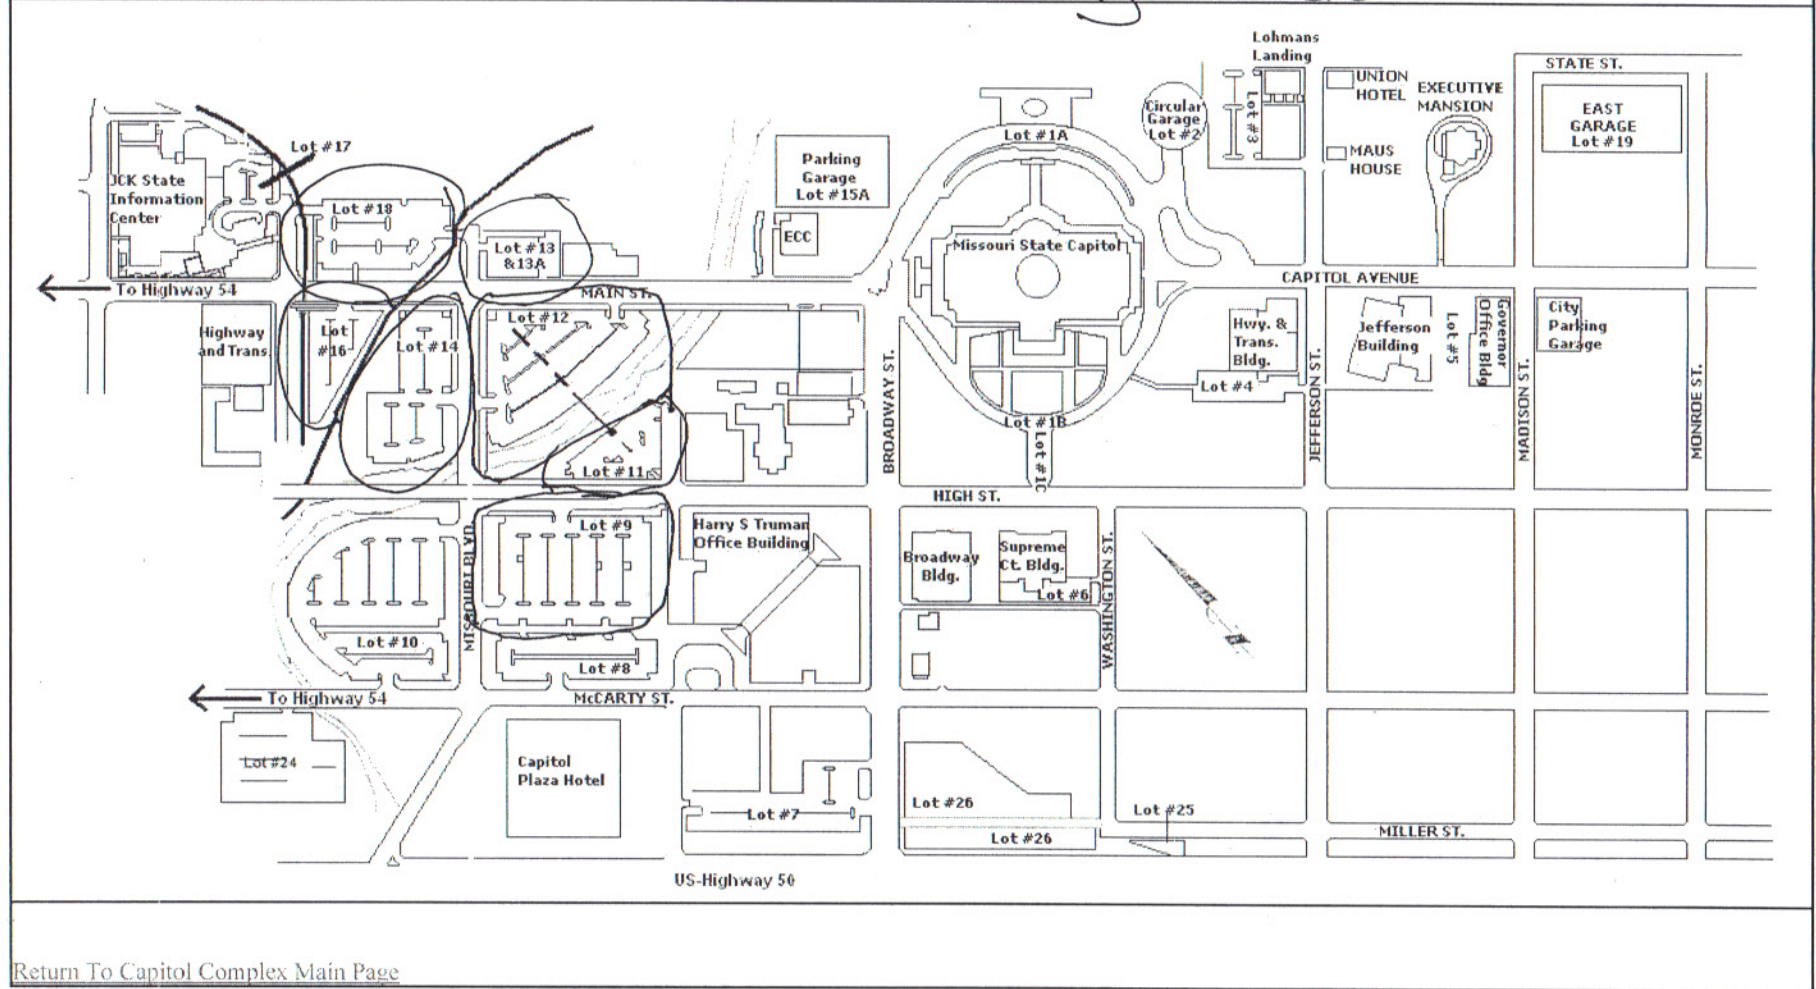 Lohmans
Landing
STATE ST.
UNION
HOTEL
EXECUTIVE
MANSION
EAST
GARAGE
Lot #19
Circular
Garage
Lot #2
Lot #3
Lot #1A
MAUS
HOUSE
Lot #17
Parking
Garage
Lot #15A
JCK State
Information
Center
Lot #18
ECC
Lot #13
&13A
Missouri State Capitol
CAPITOL AVENUE
To Highway 54
MAIN ST.
Highway
and Trans.
Lot
#16
Lot #14
Lot #12
Hwy. &
Trans.
Bldg.
Jefferson
Building
Lot #5
Governor
Office Bldg
City
Parking
Garage
Lot #4
BROADWAY ST.
JEFFERSON ST.
MADISON ST.
MONROE ST.
Lot #1B
Lot #1C
Lot #11
HIGH ST.
Lot #9
Harry S Truman
Office Building
MISSOURI BLVD.
Broadway
Bldg.
Supreme
Ct. Bldg.
Lot #6
WASHINGTON ST.
Lot #10
Lot #8
To Highway 54
McCARTY ST.
Lot #24
Capitol
Plaza Hotel
Lot #7
Lot #26
Lot #26
Lot #25
MILLER ST.
US-Highway 50
Return To Capitol Complex Main Page